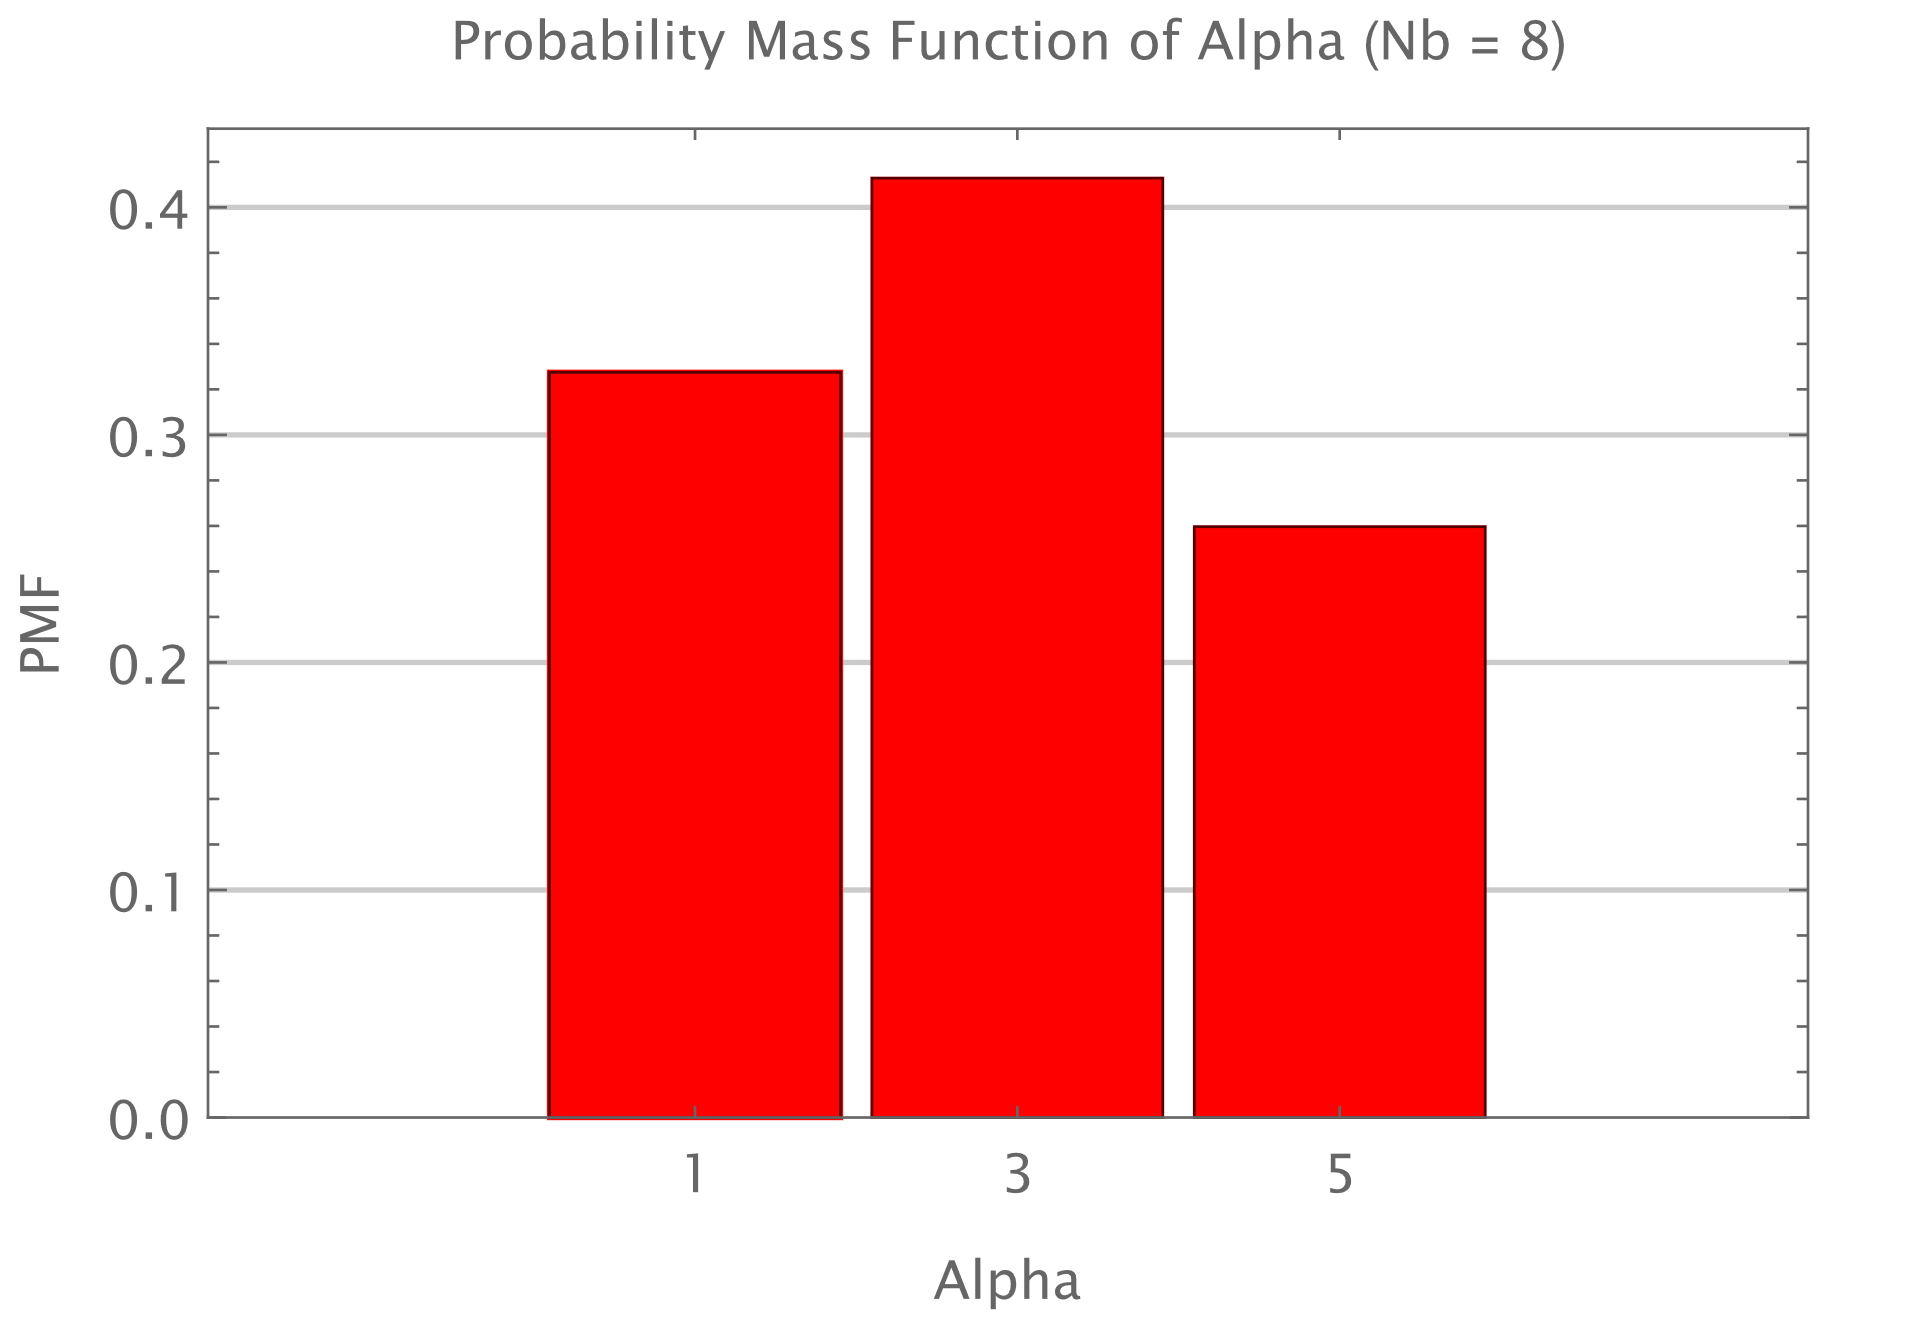 Probability Mass Function of Alpha (Nb = 8)
0.4
0.3
0.2
0.1
0.0
PMF
1 3 5
Alpha